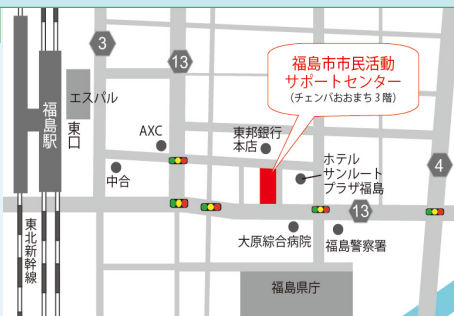 3
13
福島市市民活動
サポートセンター
(チェンバおおまち3階)
エスパル
福島駅
東口
AXC
東邦銀行
本店
中合
ホテル
サンルート
プラザ福島
4
13
東北新幹線
大原綜合病院
福島警察署
福島県庁